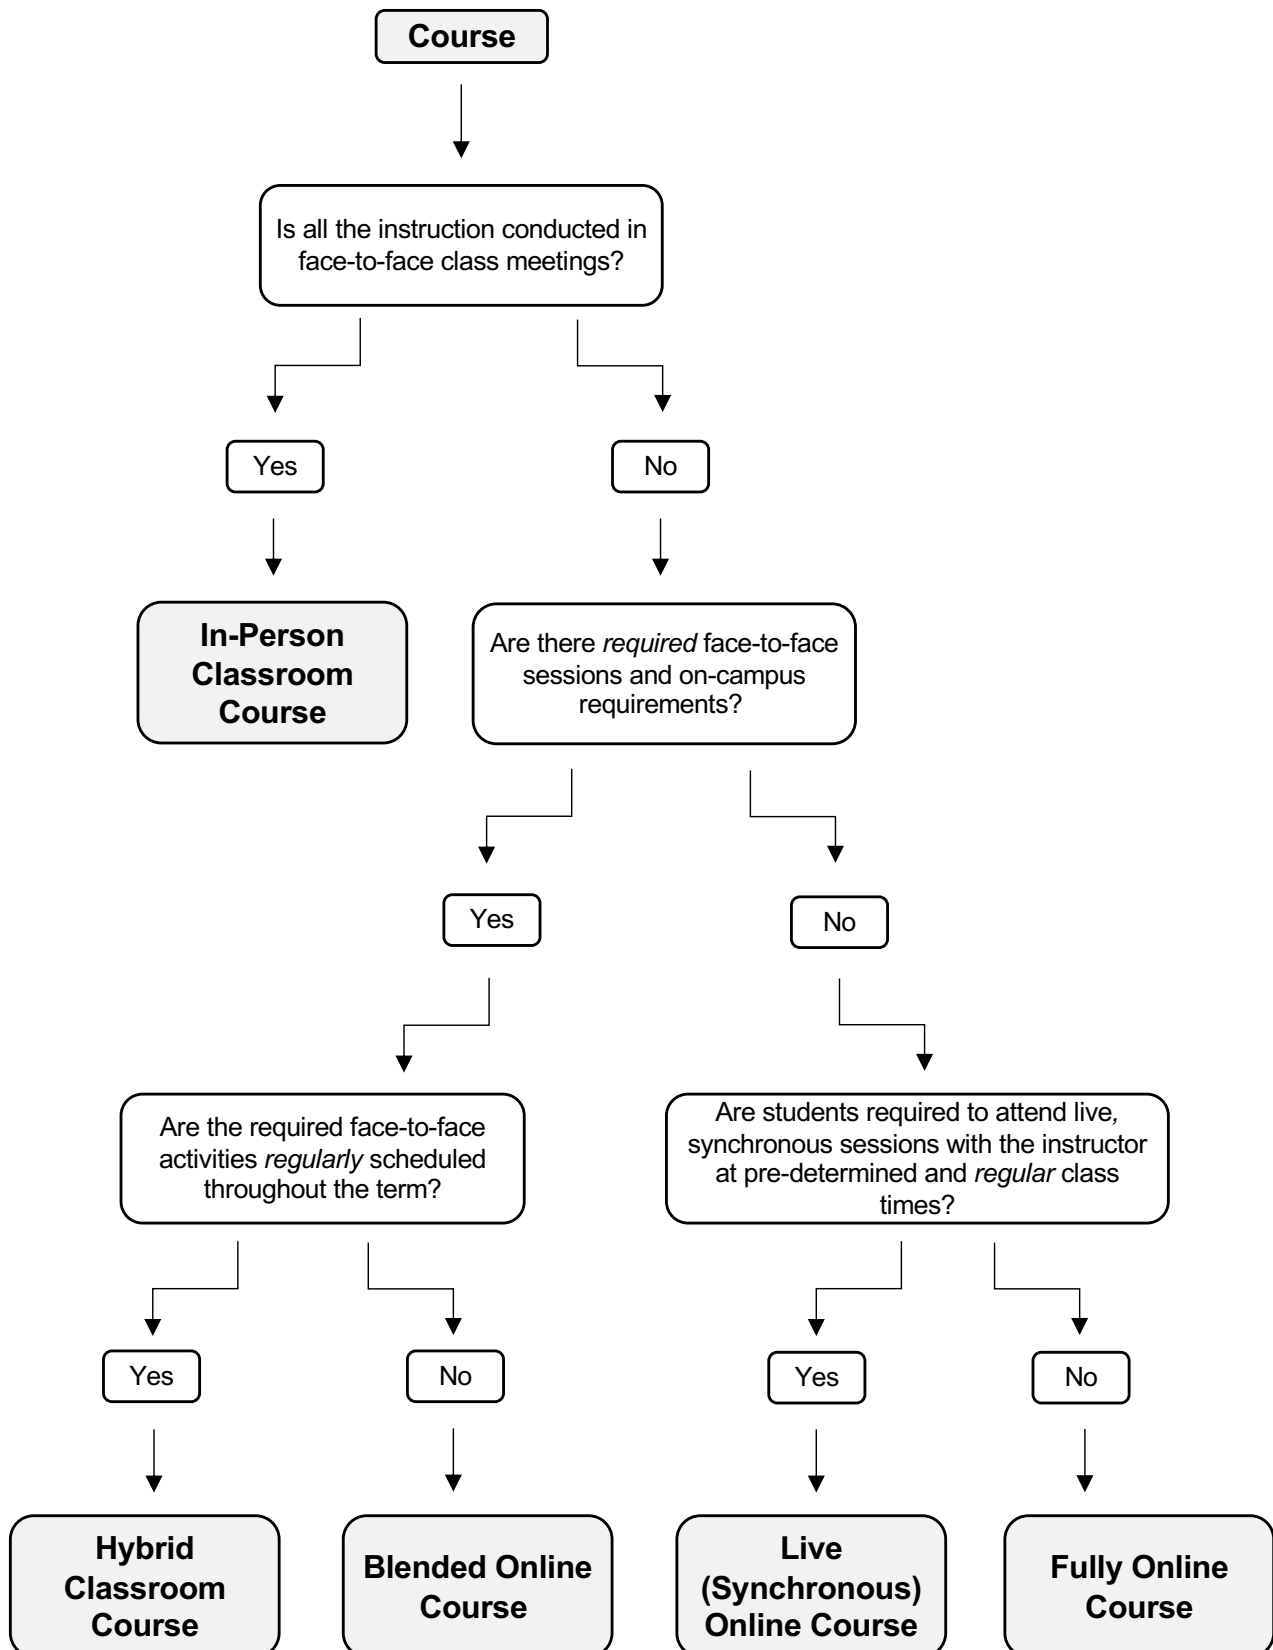 Course
Is all the instruction conducted in
face-to-face class meetings?
Yes
No
In-Person
Classroom
Course
Are there required face-to-face
sessions and on-campus
requirements?
Yes
No
Are the required face-to-face
activities regularly scheduled
throughout the term?
Are students required to attend live,
synchronous sessions with the instructor
at pre-determined and regular class
times?
Yes
No
Yes
No
Hybrid
Classroom
Course
Blended Online
Course
Live
(Synchronous)
Online Course
Fully Online
Course